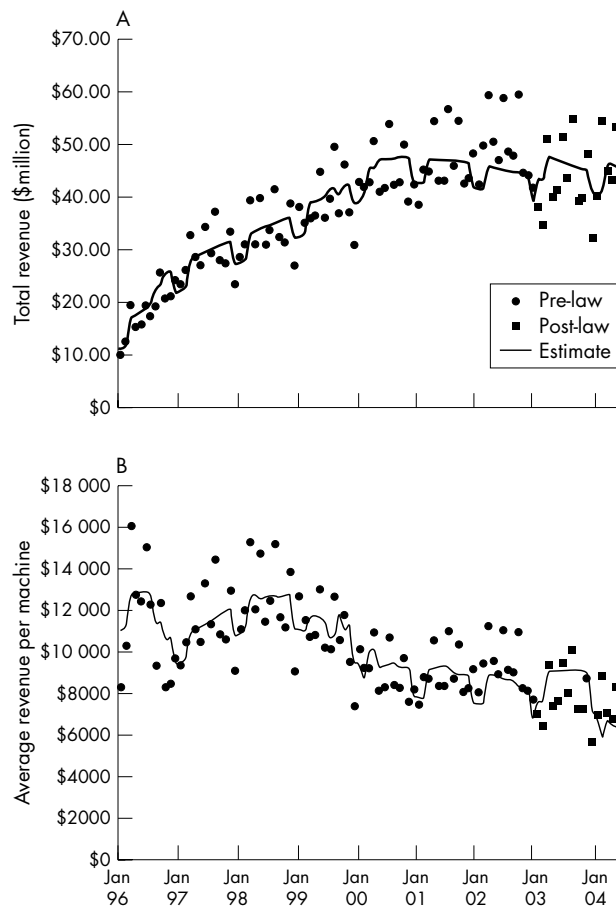 A
$70.00
$60.00
$50.00
$40.00
$30.00
$20.00
$10.00
$0
Total revenue ($million)
Pre-law
Post-law
Estimate
B
$18 000
$16 000
$14 000
$12 000
$10 000
$8000
$6000
$4000
$2000
$0
Average revenue per machine
Jan Jan Jan Jan Jan Jan Jan Jan Jan
96 97 98 99 00 01 02 03 04